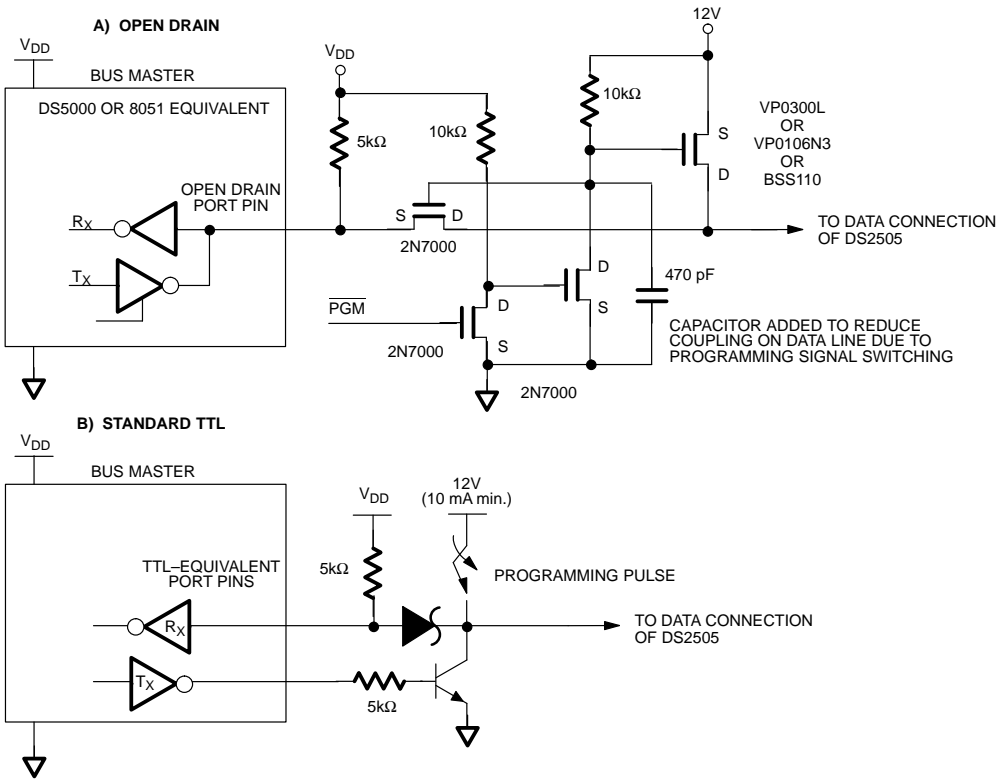 A) OPEN DRAIN
VDD
BUS MASTER
DS5000 OR 8051 EQUIVALENT
OPEN DRAIN
PORT PIN
RX
TX
VDD
5kΩ
10kΩ
S
D
2N7000
PGM
D
S
2N7000
D
S
2N7000
10kΩ
12V
S
D
VP0300L
OR
VP0106N3
OR
BSS110
TO DATA CONNECTION
OF DS2505
470 pF
CAPACITOR ADDED TO REDUCE
COUPLING ON DATA LINE DUE TO
PROGRAMMING SIGNAL SWITCHING
B) STANDARD TTL
VDD
BUS MASTER
TTL–EQUIVALENT
PORT PINS
RX
TX
VDD
5kΩ
5kΩ
12V
(10 mA min.)
PROGRAMMING PULSE
TO DATA CONNECTION
OF DS2505